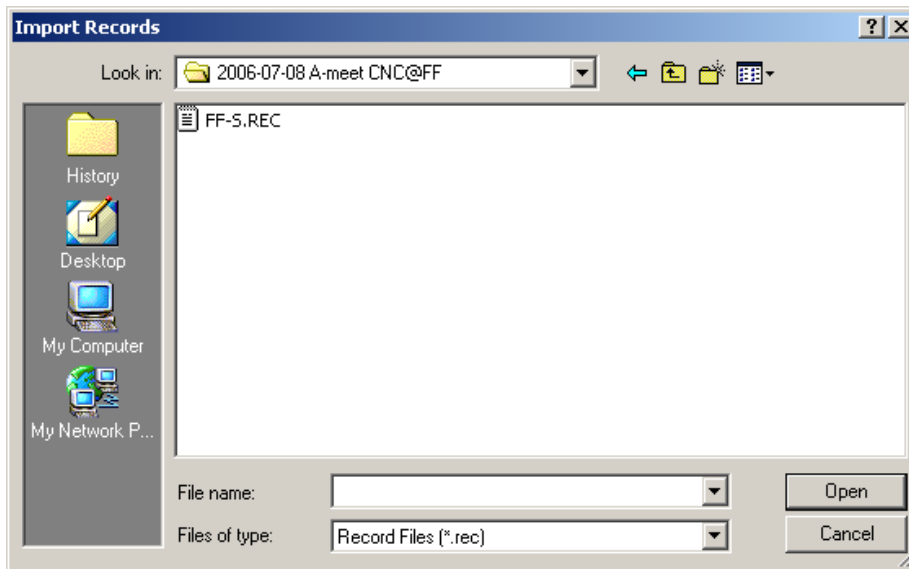 Import Records
Look in: 2006-07-08 A-meet CNC@FF
FF-S.REC
History
Desktop
My Computer
My Network P...
File name:
Open
Files of type: Record Files (*.rec)
Cancel